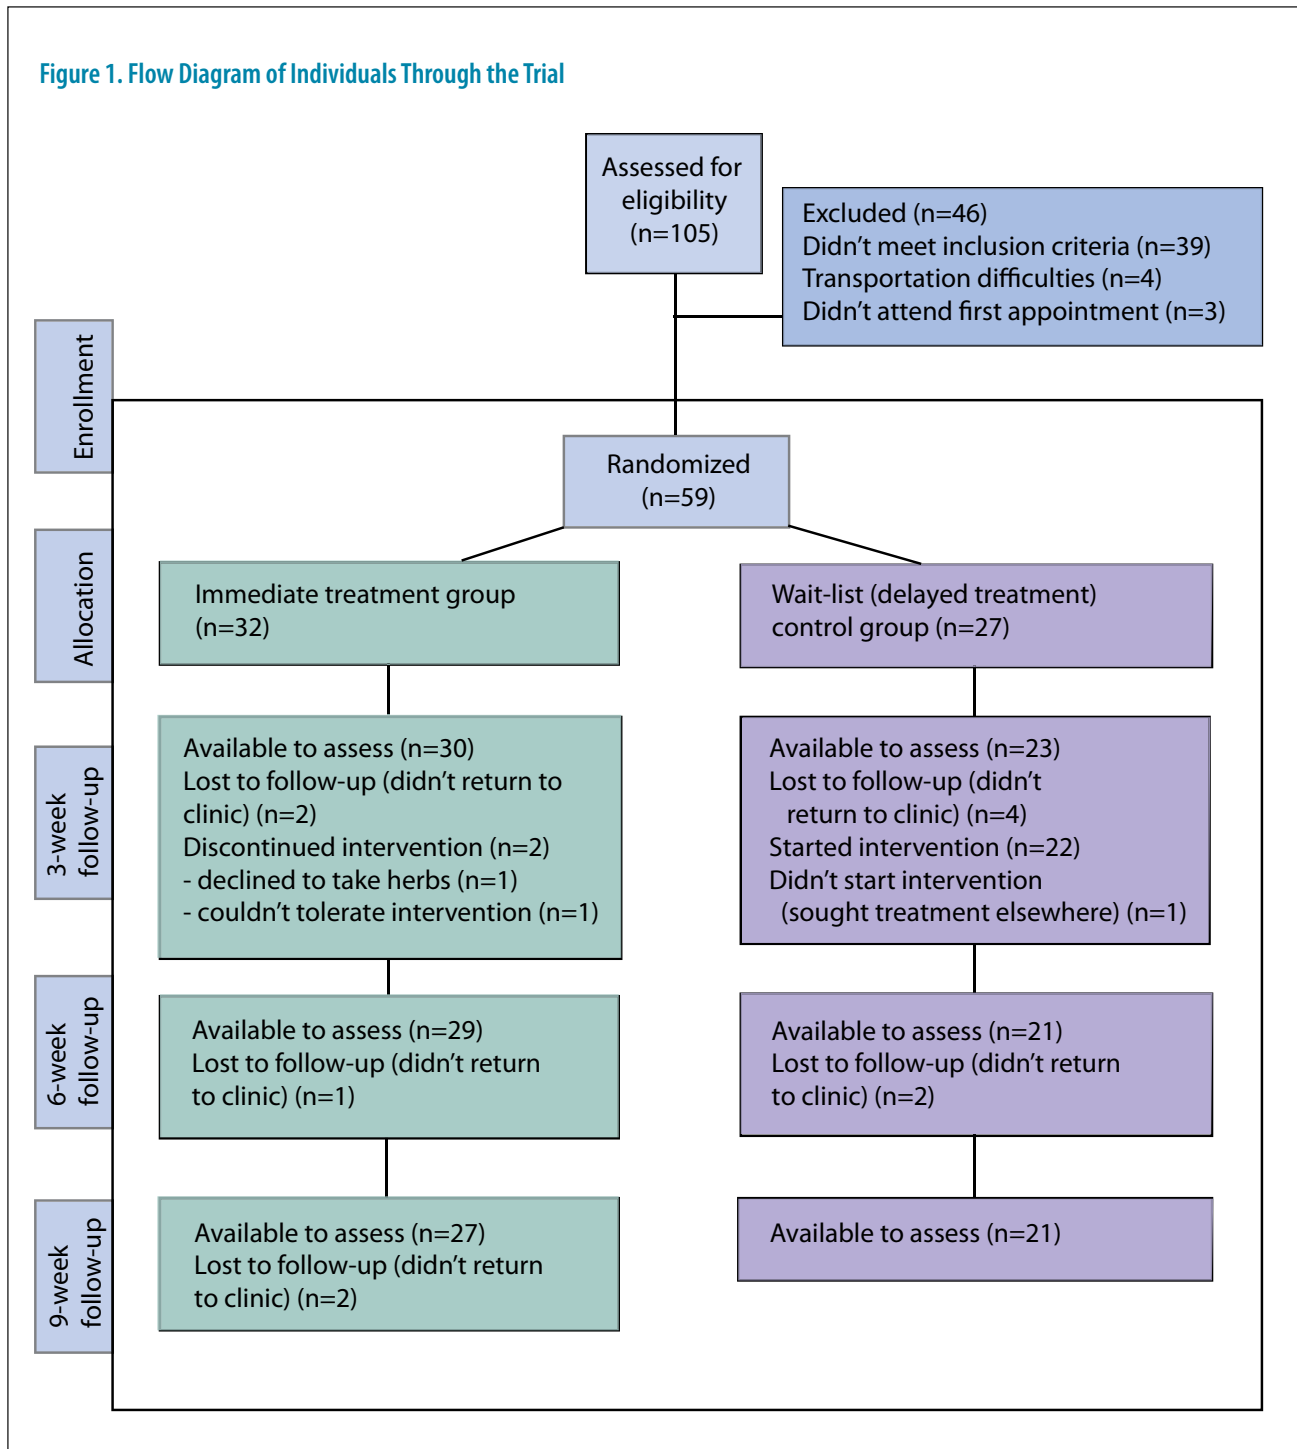 Figure 1. Flow Diagram of Individuals Through the Trial
Assessed for
eligibility
(n=105)
Excluded (n=46)
Didn’t meet inclusion criteria (n=39)
Transportation difficulties (n=4)
Didn’t attend first appointment (n=3)
Enrollment
Randomized
(n=59)
Allocation
Immediate treatment group
(n=32)
Wait-list (delayed treatment)
control group (n=27)
3-week
follow-up
Available to assess (n=30)
Lost to follow-up (didn’t return to
clinic) (n=2)
Discontinued intervention (n=2)
- declined to take herbs (n=1)
- couldn’t tolerate intervention (n=1)
Available to assess (n=23)
Lost to follow-up (didn’t
return to clinic) (n=4)
Started intervention (n=22)
Didn’t start intervention
(sought treatment elsewhere) (n=1)
6-week
follow-up
Available to assess (n=29)
Lost to follow-up (didn’t return
to clinic) (n=1)
Available to assess (n=21)
Lost to follow-up (didn’t return
to clinic) (n=2)
9-week
follow-up
Available to assess (n=27)
Lost to follow-up (didn’t return
to clinic) (n=2)
Available to assess (n=21)